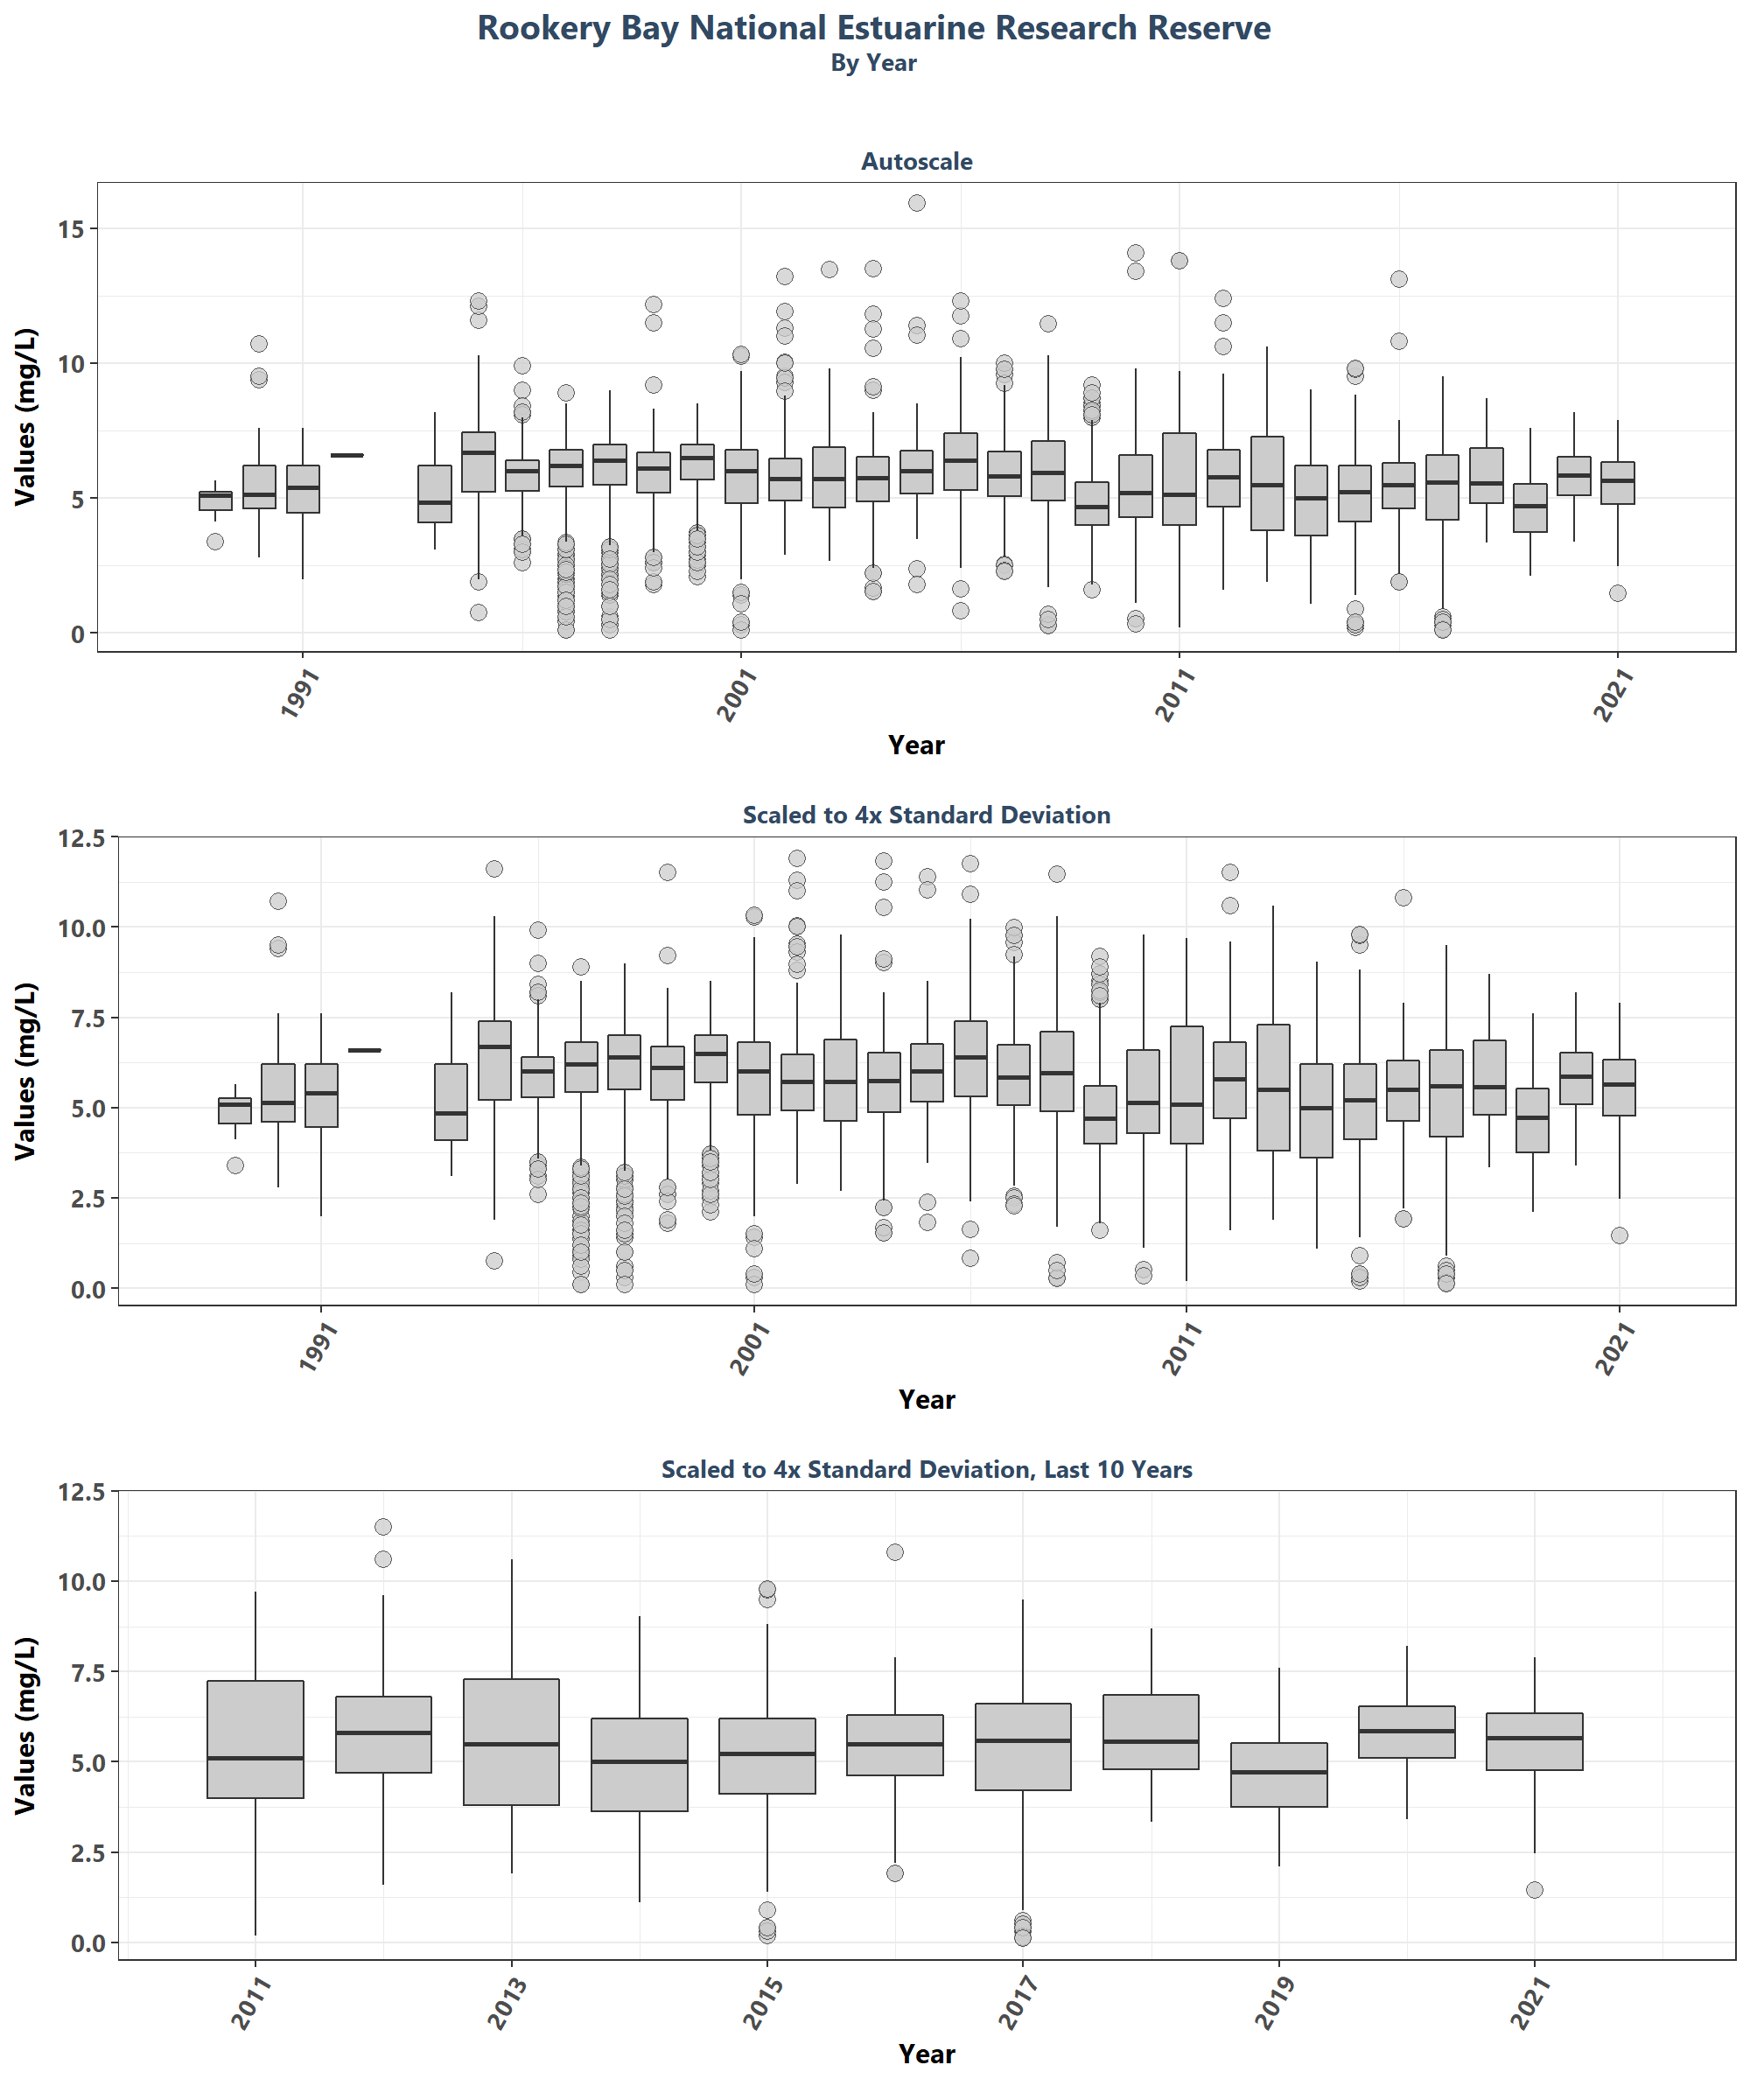 Rookery Bay National Estuarine Research Reserve
By Year
Autoscale
Values (mg/L)
15
10
5
0
1991
2001
2011
2021
Year
Scaled to 4x Standard Deviation
Values (mg/L)
12.5
10.0
7.5
5.0
2.5
0.0
1991
2001
2011
2021
Year
Scaled to 4x Standard Deviation, Last 10 Years
Values (mg/L)
12.5
10.0
7.5
5.0
2.5
0.0
2011
2013
2015
2017
2019
2021
Year